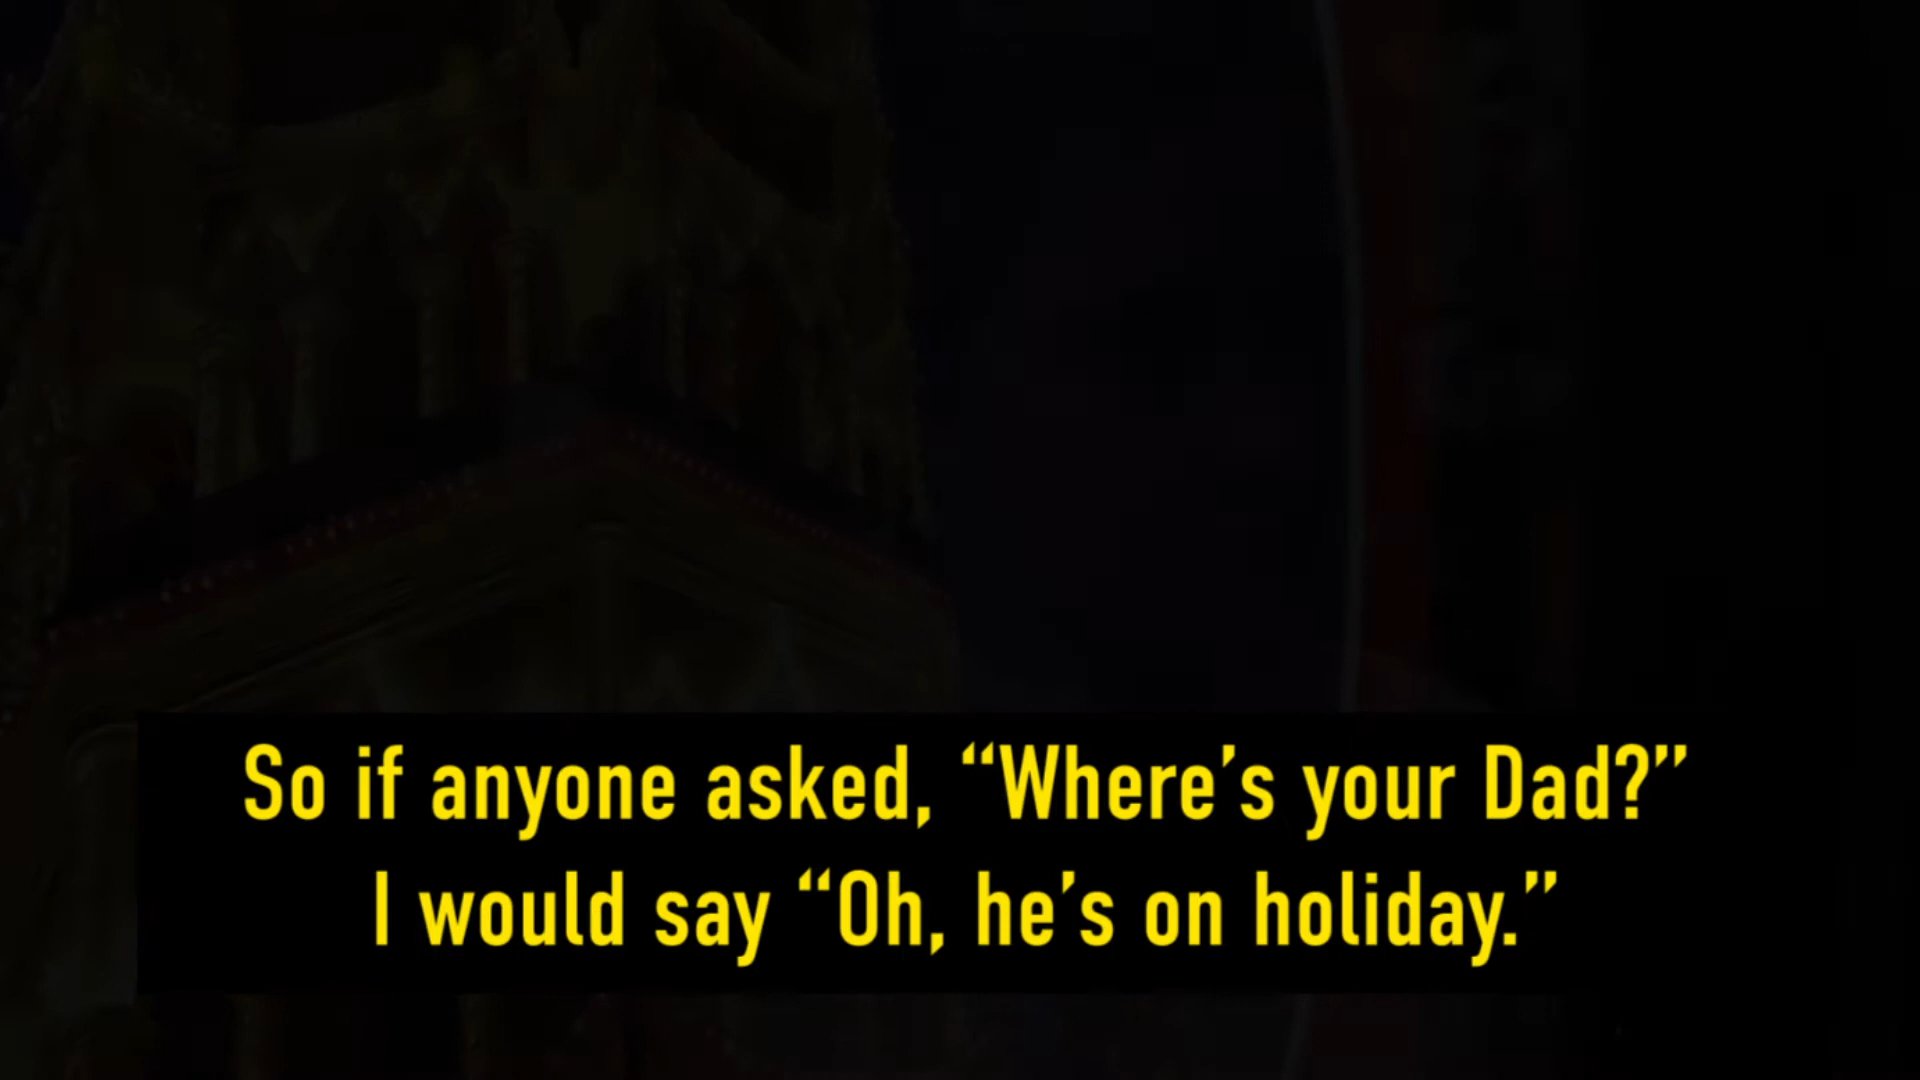 So if anyone asked, “Where’s your Dad?”
I would say “Oh, he’s on holiday.”